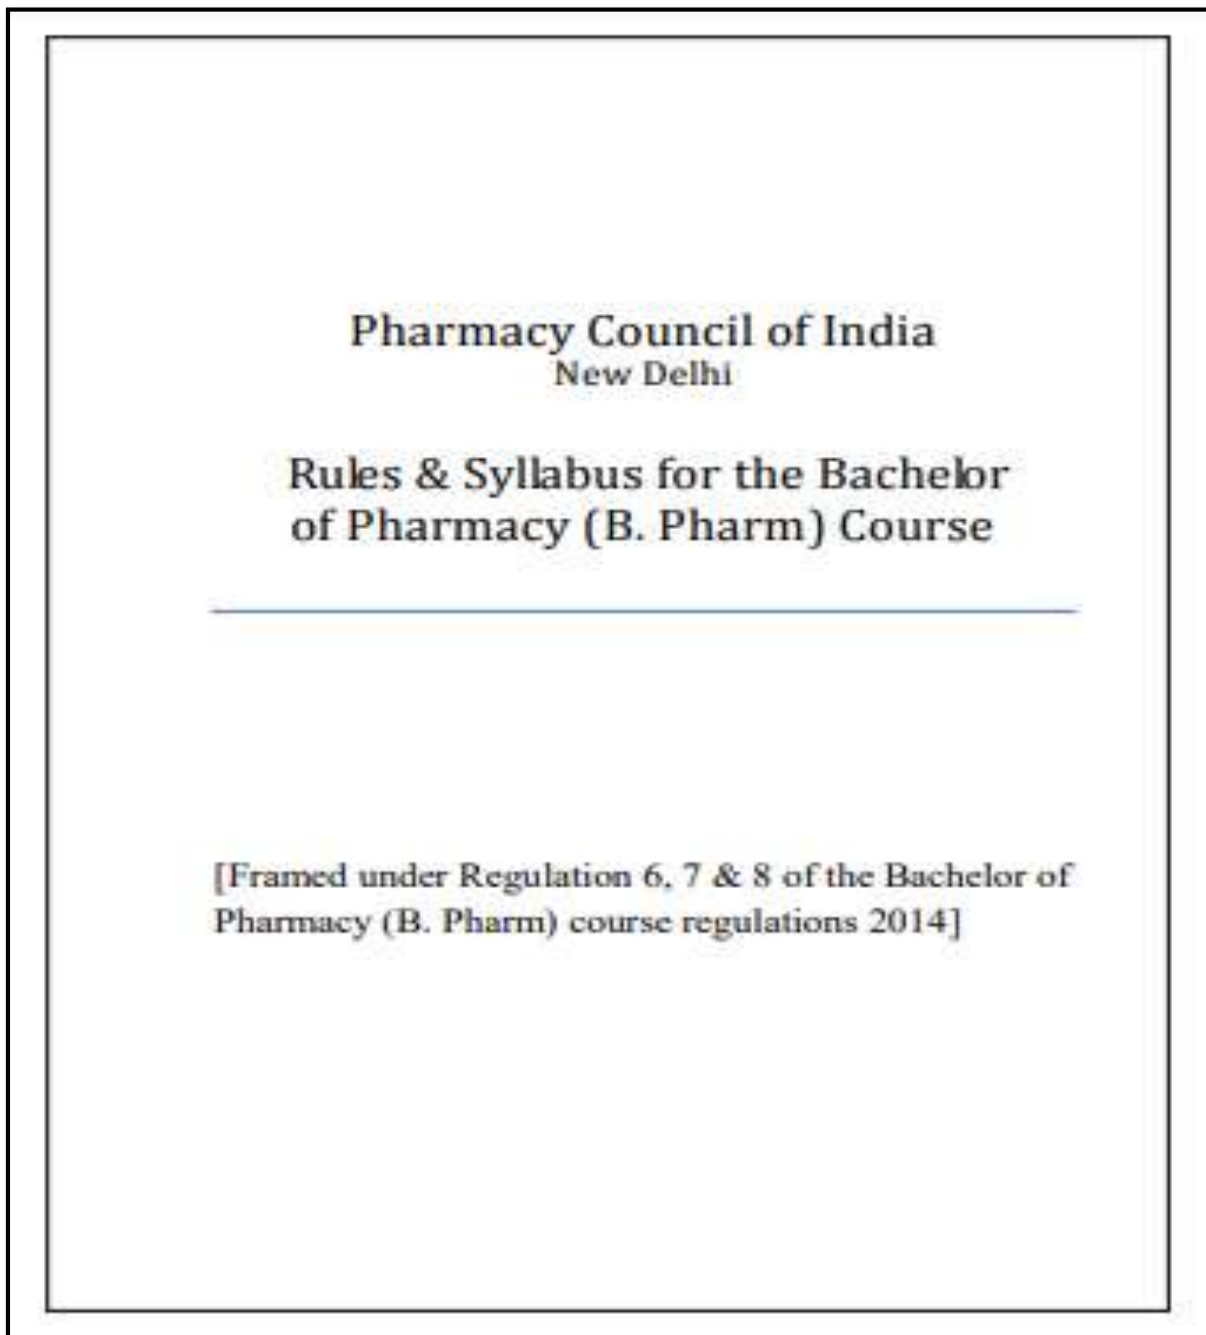 Pharmacy Council of India
New Delhi
Rules & Syllabus for the Bachelor
of Pharmacy (B. Pharm) Course
[Framed under Regulation 6, 7 & 8 of the Bachelor of
Pharmacy (B. Pharm) course regulations 2014]